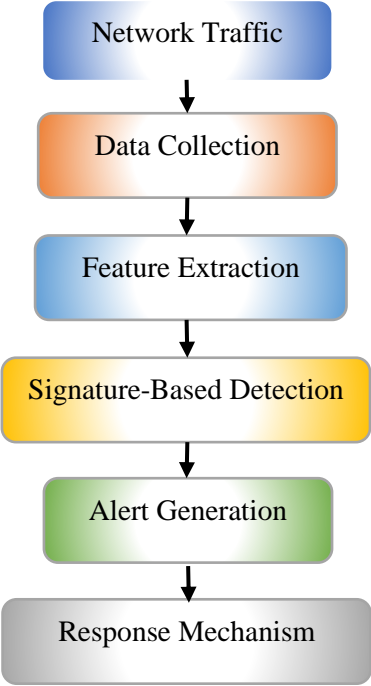 Network Traffic
Data Collection
Feature Extraction
Signature-Based Detection
Alert Generation
Response Mechanism